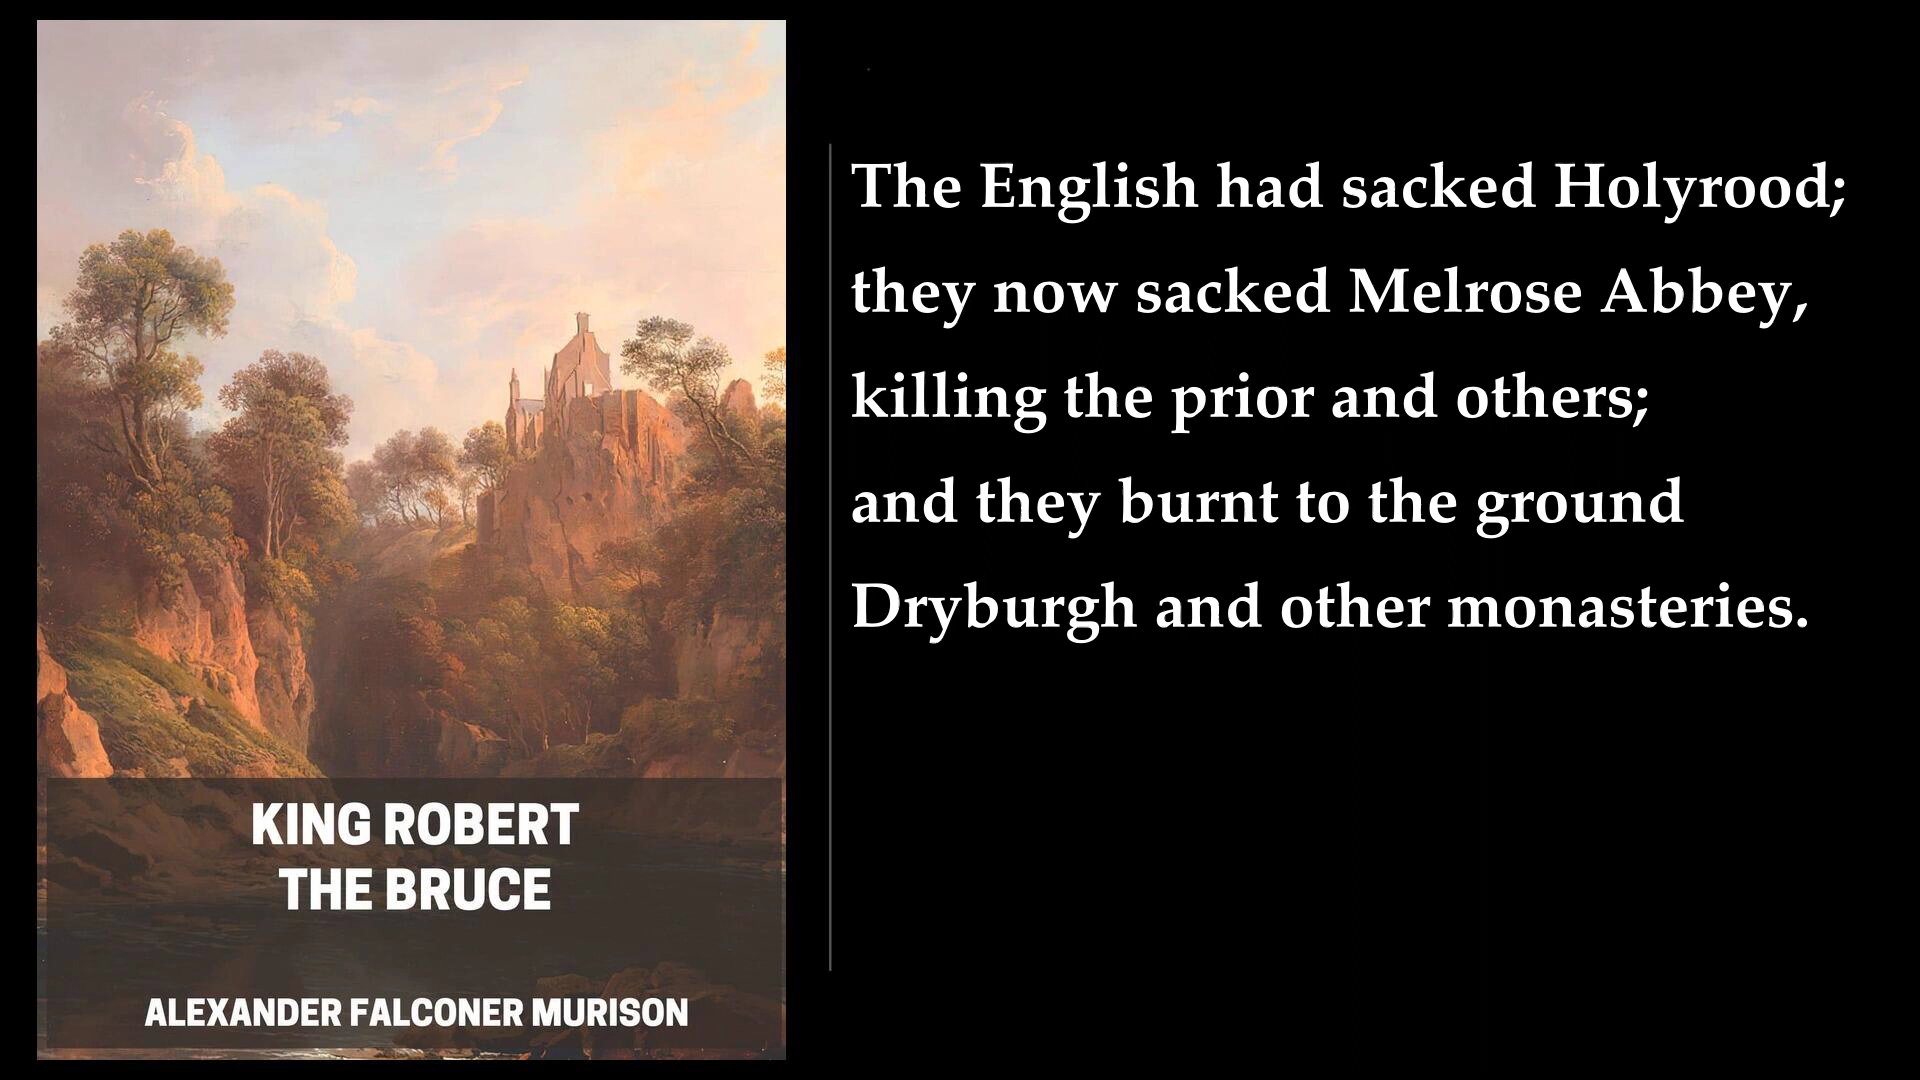 The English had sacked Holyrood;
they now sacked Melrose Abbey,
killing the prior and others;
and they burnt to the ground
Dryburgh and other monasteries.
KING ROBERT
THE BRUCE
ALEXANDER FALCONER MURISON